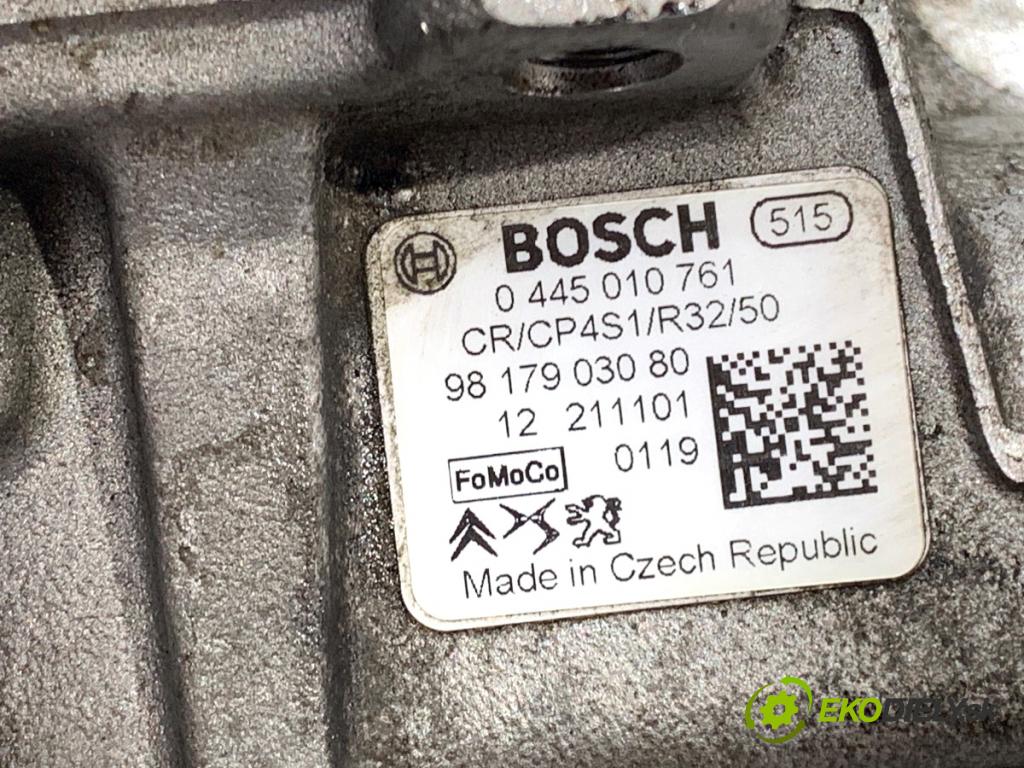 BOSCH 515
0 445 010 761
CR/CP4S1/R32/50
98 179 030 80
12 211101
0119
FoMoCo
Made in Czech Republic